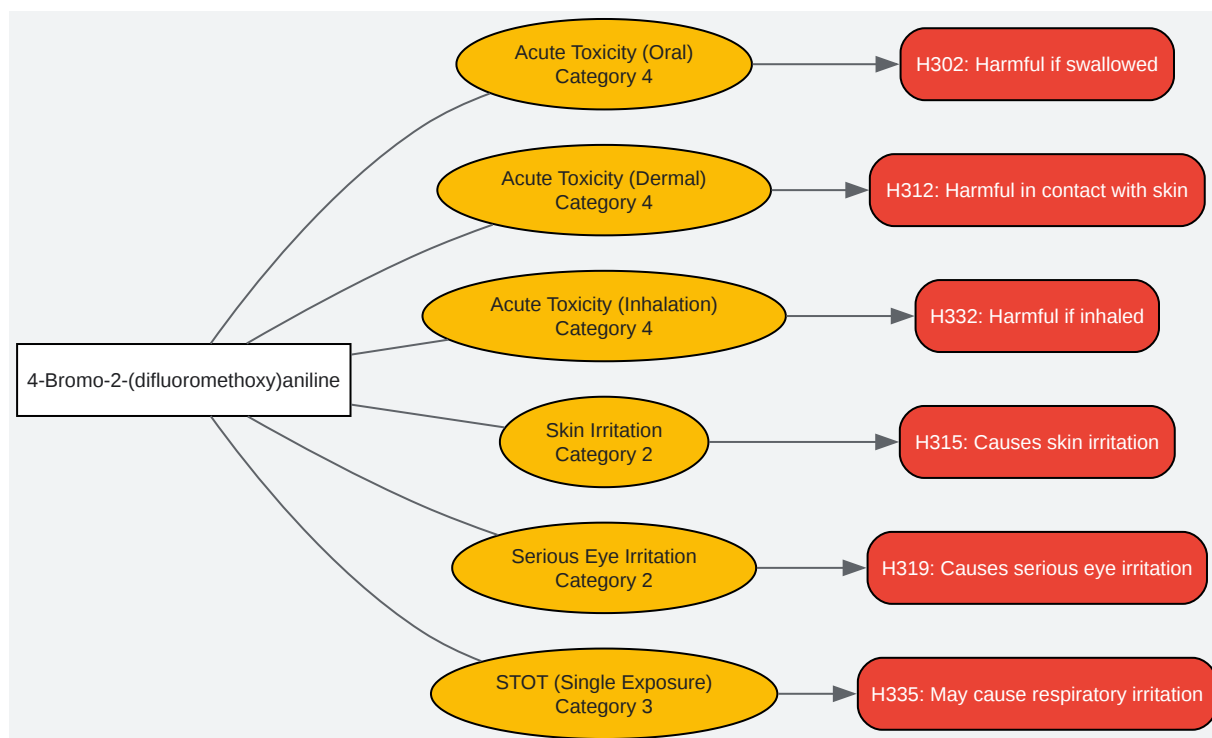 Acute Toxicity (Oral)
Category 4
H302: Harmful if swallowed
Acute Toxicity (Dermal)
Category 4
H312: Harmful in contact with skin
Acute Toxicity (Inhalation)
Category 4
H332: Harmful if inhaled
4-Bromo-2-(difluoromethoxy)aniline
Skin Irritation
Category 2
H315: Causes skin irritation
Serious Eye Irritation
Category 2
H319: Causes serious eye irritation
STOT (Single Exposure)
Category 3
H335: May cause respiratory irritation